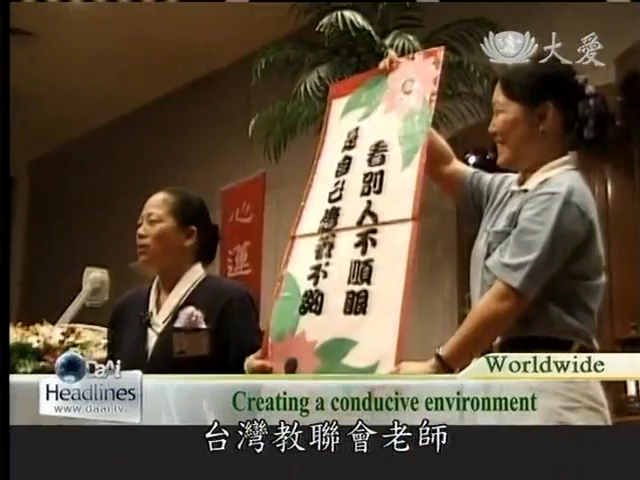 大愛
看別人不順眼
是自己修養不夠
心蓮
Worldwide
DaAi
Headlines
www.daai.tv
Creating a conducive environment
台灣教聯會老師